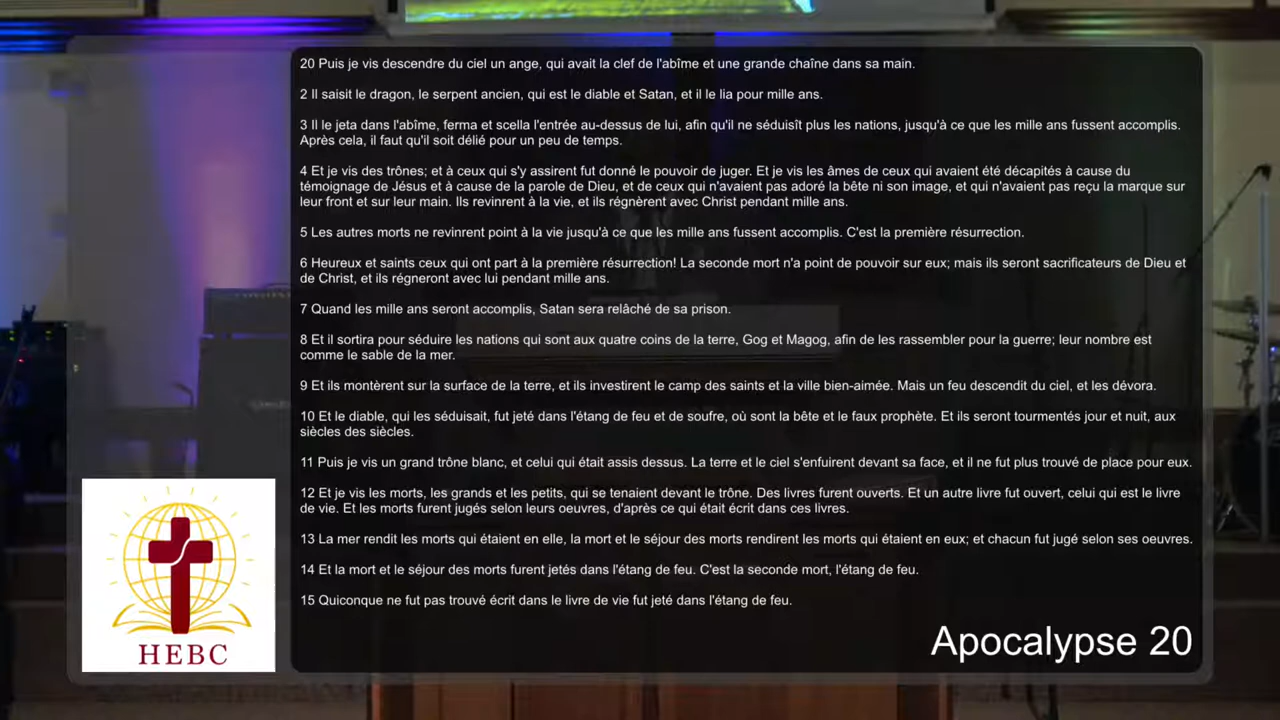 20 Puis je vis descendre du ciel un ange, qui avait la clef de l'abîme et une grande chaîne dans sa main.
2 Il saisit le dragon, le serpent ancien, qui est le diable et Satan, et il le lia pour mille ans.
3 Il le jeta dans l'abîme, ferma et scella l'entrée au-dessus de lui, afin qu'il ne séduisît plus les nations, jusqu'à ce que les mille ans fussent accomplis.
Après cela, il faut qu'il soit délié pour un peu de temps.
4 Et je vis des trônes; et à ceux qui s'y assirent fut donné le pouvoir de juger. Et je vis les âmes de ceux qui avaient été décapités à cause du
témoignage de Jésus et à cause de la parole de Dieu, et de ceux qui n'avaient pas adoré la bête ni son image, et qui n'avaient pas reçu la marque sur
leur front et sur leur main. Ils revinrent à la vie, et ils régnèrent avec Christ pendant mille ans.
5 Les autres morts ne revinrent point à la vie jusqu'à ce que les mille ans fussent accomplis. C'est la première résurrection.
6 Heureux et saints ceux qui ont part à la première résurrection! La seconde mort n'a point de pouvoir sur eux; mais ils seront sacrificateurs de Dieu et
de Christ, et ils régneront avec lui pendant mille ans.
7 Quand les mille ans seront accomplis, Satan sera relâché de sa prison.
8 Et il sortira pour séduire les nations qui sont aux quatre coins de la terre, Gog et Magog, afin de les rassembler pour la guerre; leur nombre est
comme le sable de la mer.
9 Et ils montèrent sur la surface de la terre, et ils investirent le camp des saints et la ville bien-aimée. Mais un feu descendit du ciel, et les dévora.
10 Et le diable, qui les séduisait, fut jeté dans l'étang de feu et de soufre, où sont la bête et le faux prophète. Et ils seront tourmentés jour et nuit, aux
siècles des siècles.
11 Puis je vis un grand trône blanc, et celui qui était assis dessus. La terre et le ciel s'enfuirent devant sa face, et il ne fut plus trouvé de place pour eux.
12 Et je vis les morts, les grands et les petits, qui se tenaient devant le trône. Des livres furent ouverts. Et un autre livre fut ouvert, celui qui est le livre
de vie. Et les morts furent jugés selon leurs oeuvres, d'après ce qui était écrit dans ces livres.
13 La mer rendit les morts qui étaient en elle, la mort et le séjour des morts rendirent les morts qui étaient en eux; et chacun fut jugé selon ses oeuvres.
14 Et la mort et le séjour des morts furent jetés dans l'étang de feu. C'est la seconde mort, l'étang de feu.
15 Quiconque ne fut pas trouvé écrit dans le livre de vie fut jeté dans l'étang de feu.
Apocalypse 20
HEBC